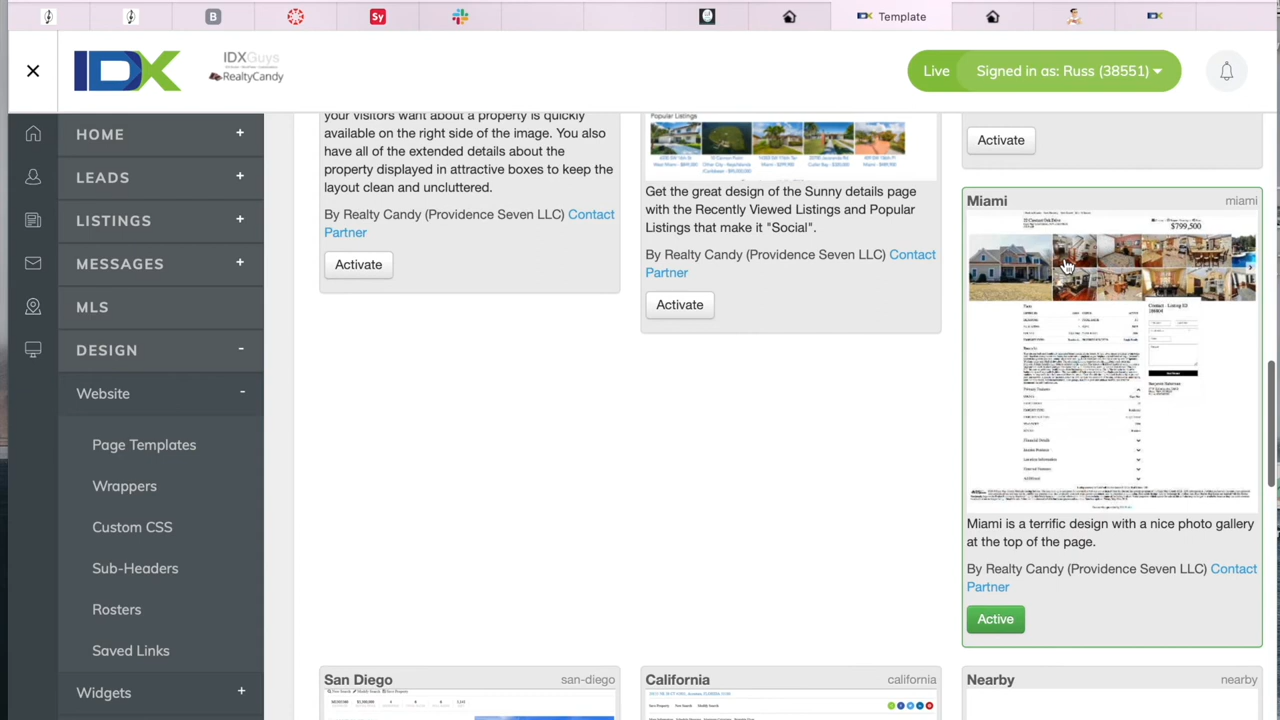 B
Sy
IDX Template
IDX
IDX
IDXGuys
RealtyCandy
Live Signed in as: Russ (38551)
HOME +
+
LISTINGS +
MESSAGES +
MLS
DESIGN -
Website -
Page Templates
Wrappers
Custom CSS
Sub-Headers
Rosters
Saved Links
Widgets +
your visitors want about a property is quickly
available on the right side of the image. You also
have all of the extended details about the
property displayed in attractive boxes to keep the
layout clean and uncluttered.
By Realty Candy (Providence Seven LLC) Contact
Partner
Activate
Popular Listings
Get the great design of the Sunny details page
with the Recently Viewed Listings and Popular
Listings that make it "Social".
By Realty Candy (Providence Seven LLC) Contact
Partner
Activate
Activate
Miami miami
$799,500
Miami is a terrific design with a nice photo gallery
at the top of the page.
By Realty Candy (Providence Seven LLC) Contact
Partner
Active
San Diego san-diego
California california
Nearby nearby